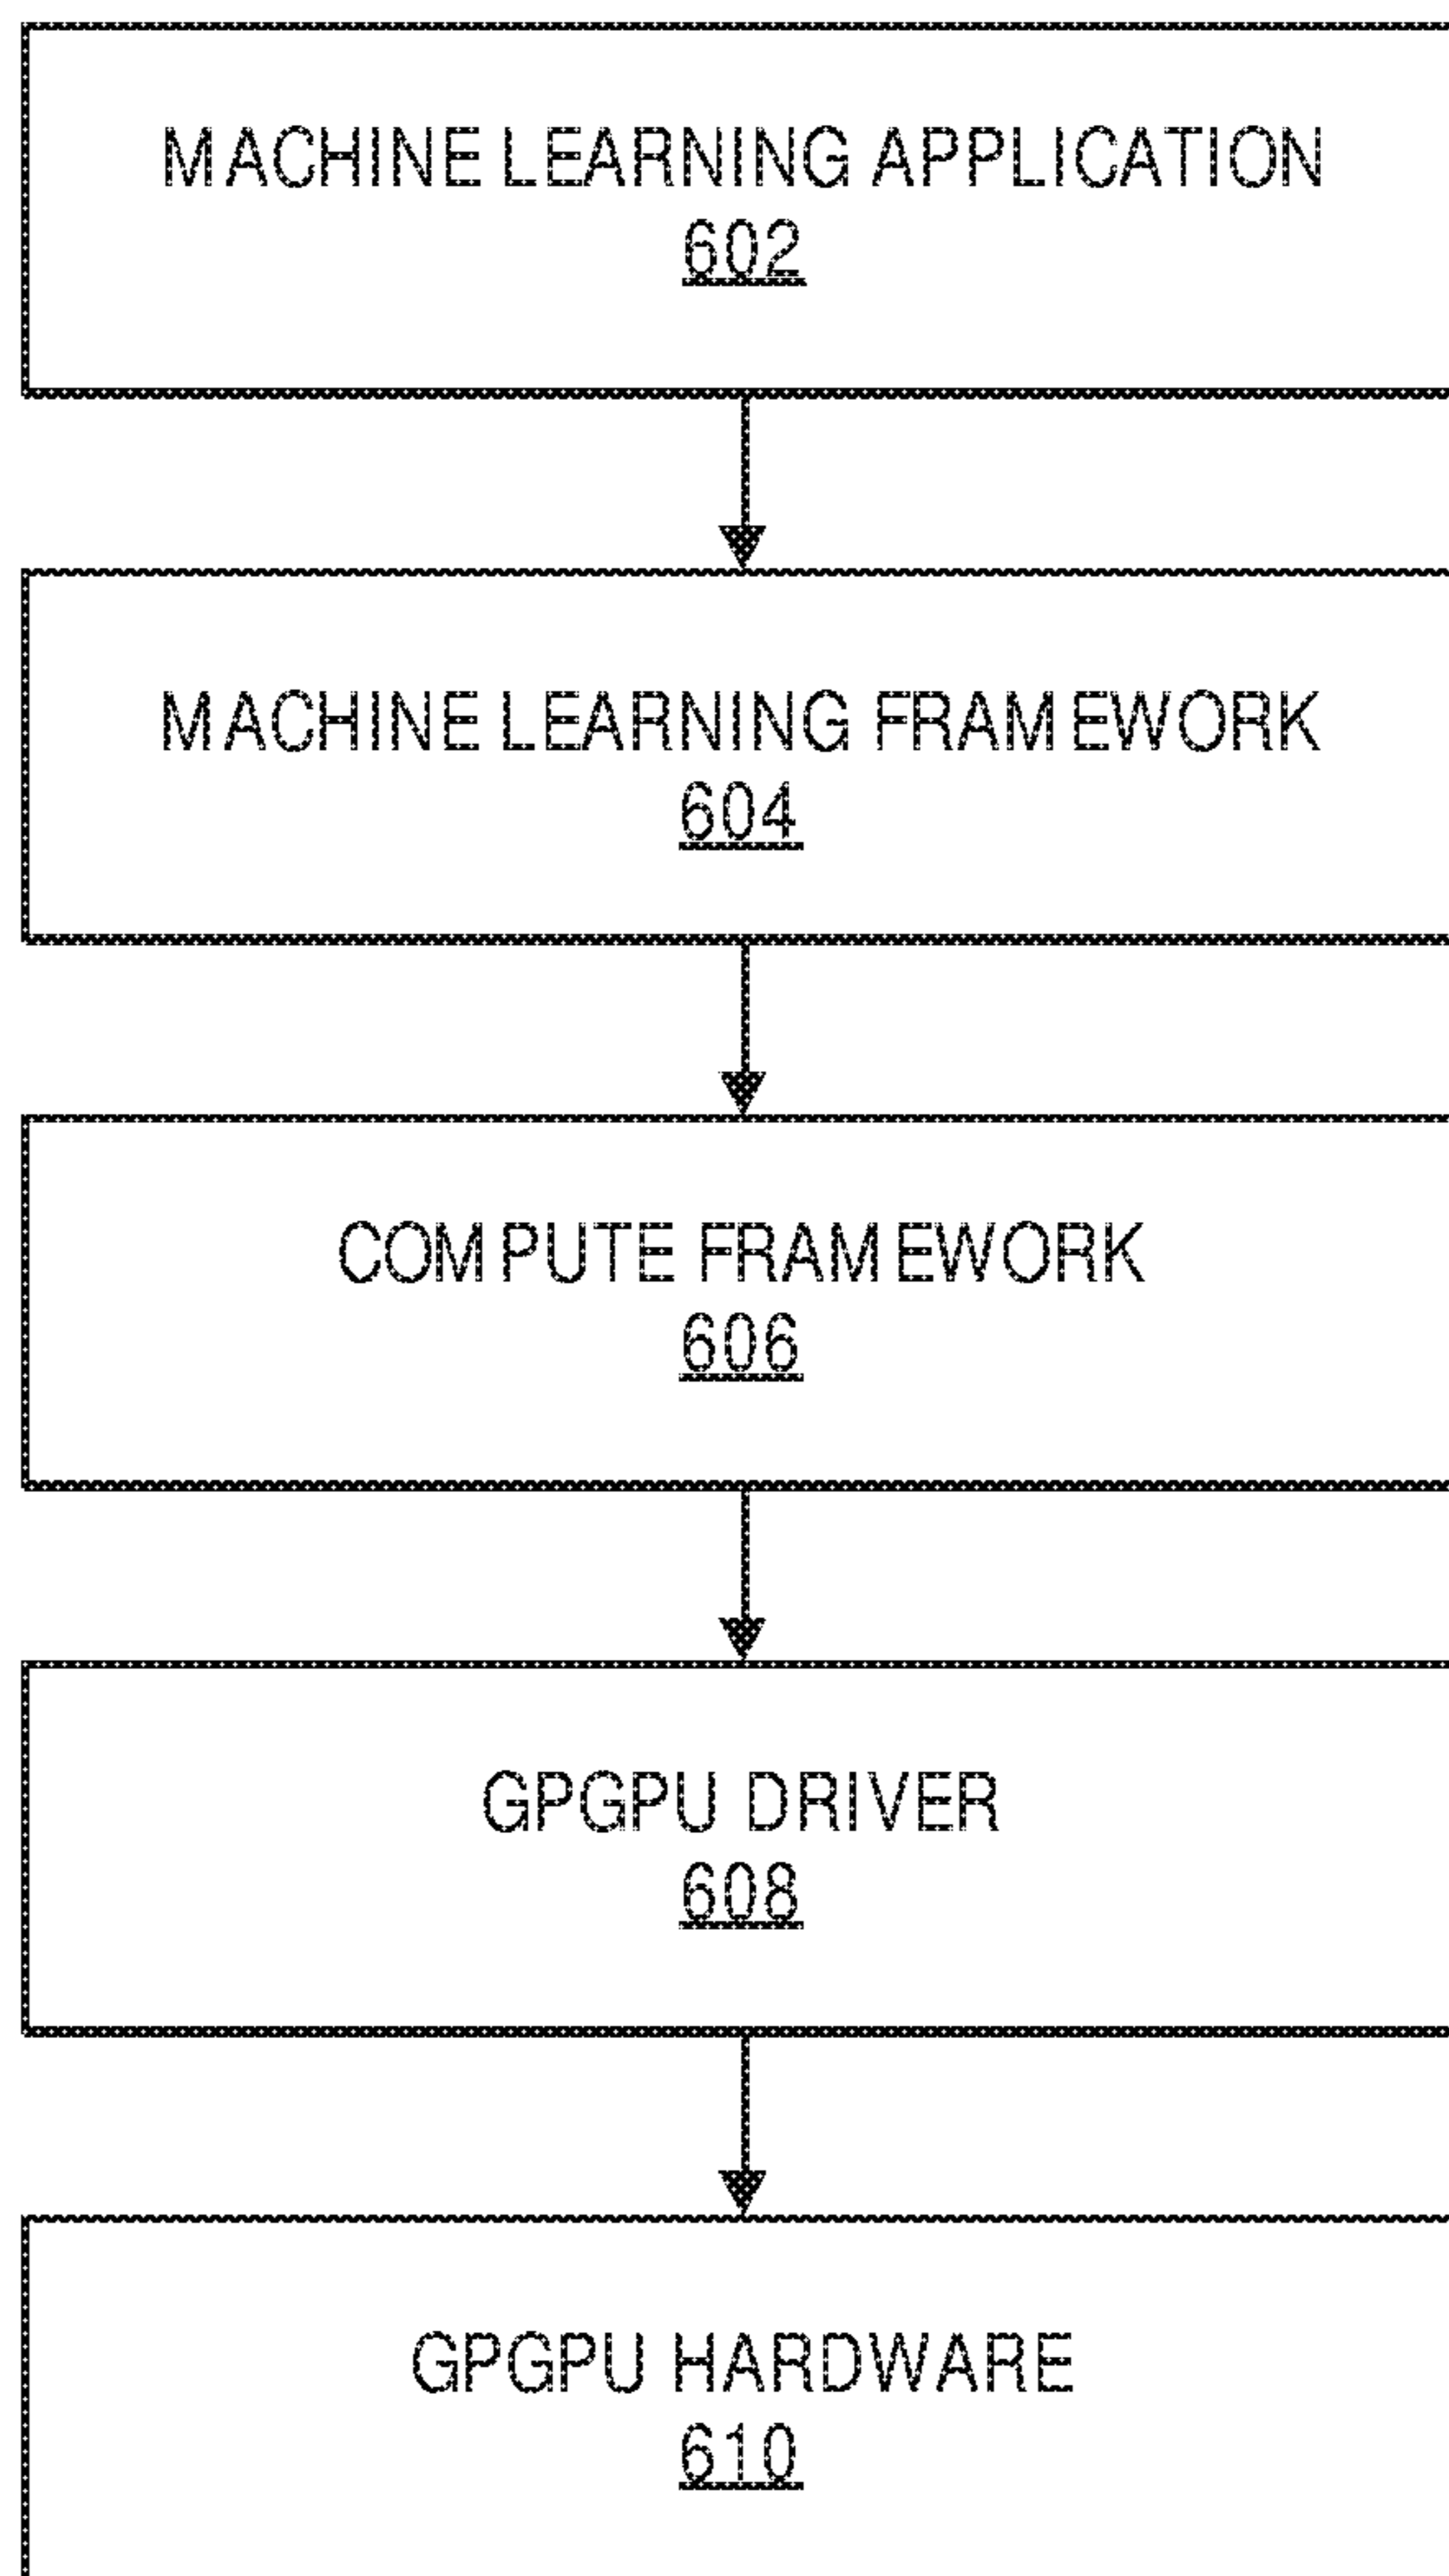 MACHINE LEARNING APPLICATION
602
MACHINE LEARNING FRAMEWORK
604
COMPUTE FRAMEWORK
606
GPGPU DRIVER
608
GPGPU HARDWARE
610